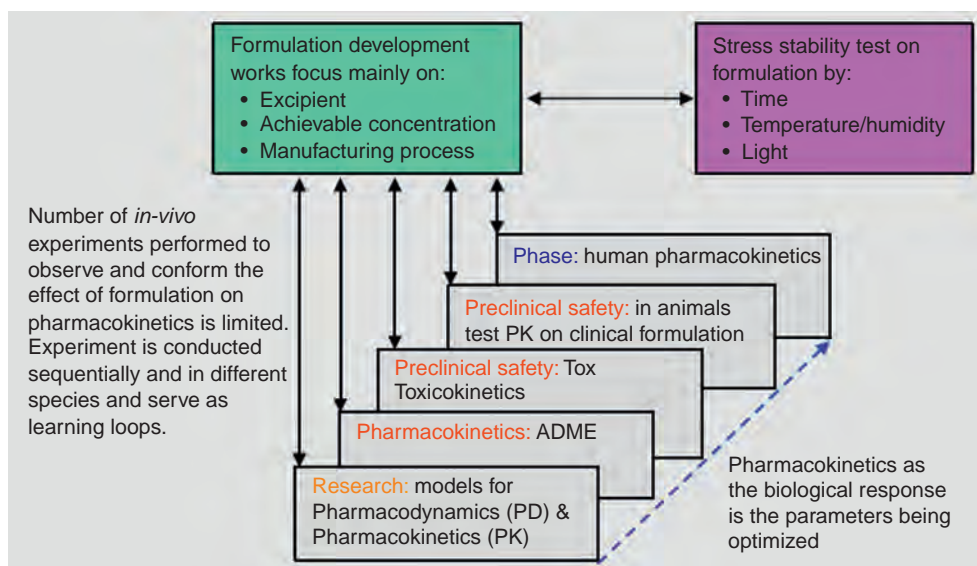 Formulation development
works focus mainly on:
• Excipient
• Achievable concentration
• Manufacturing process
Stress stability test on
formulation by:
• Time
• Temperature/humidity
• Light
Number of in-vivo
experiments performed to
observe and conform the
effect of formulation on
pharmacokinetics is limited.
Experiment is conducted
sequentially and in different
species and serve as
learning loops.
Phase: human pharmacokinetics
Preclinical safety: in animals
test PK on clinical formulation
Preclinical safety: Tox
Toxicokinetics
Pharmacokinetics: ADME
Research: models for
Pharmacodynamics (PD) &
Pharmacokinetics (PK)
Pharmacokinetics as
the biological response
is the parameters being
optimized